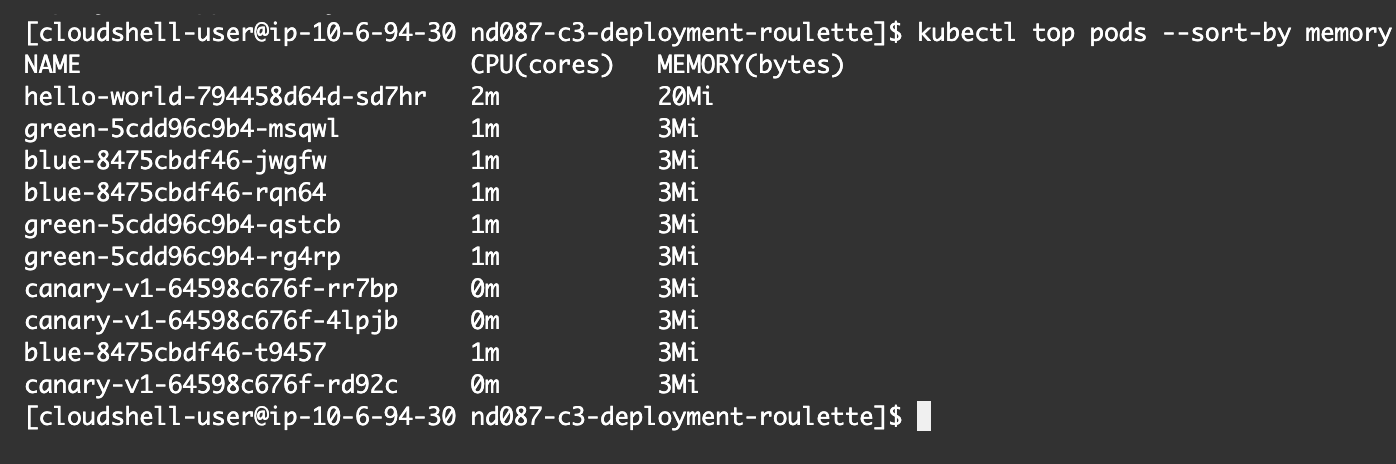 [cloudshell-user@ip-10-6-94-30 nd087-c3-deployment-roulette]$ kubectl top pods --sort-by memory
NAME CPU(cores) MEMORY(bytes)
hello-world-794458d64d-sd7hr 2m 20Mi
green-5cdd96c9b4-msqwl 1m 3Mi
blue-8475cbdf46-jwgfw 1m 3Mi
blue-8475cbdf46-rqn64 1m 3Mi
green-5cdd96c9b4-qstcb 1m 3Mi
green-5cdd96c9b4-rg4rp 1m 3Mi
canary-v1-64598c676f-rr7bp 0m 3Mi
canary-v1-64598c676f-4lpjb 0m 3Mi
blue-8475cbdf46-t9457 1m 3Mi
canary-v1-64598c676f-rd92c 0m 3Mi
[cloudshell-user@ip-10-6-94-30 nd087-c3-deployment-roulette]$